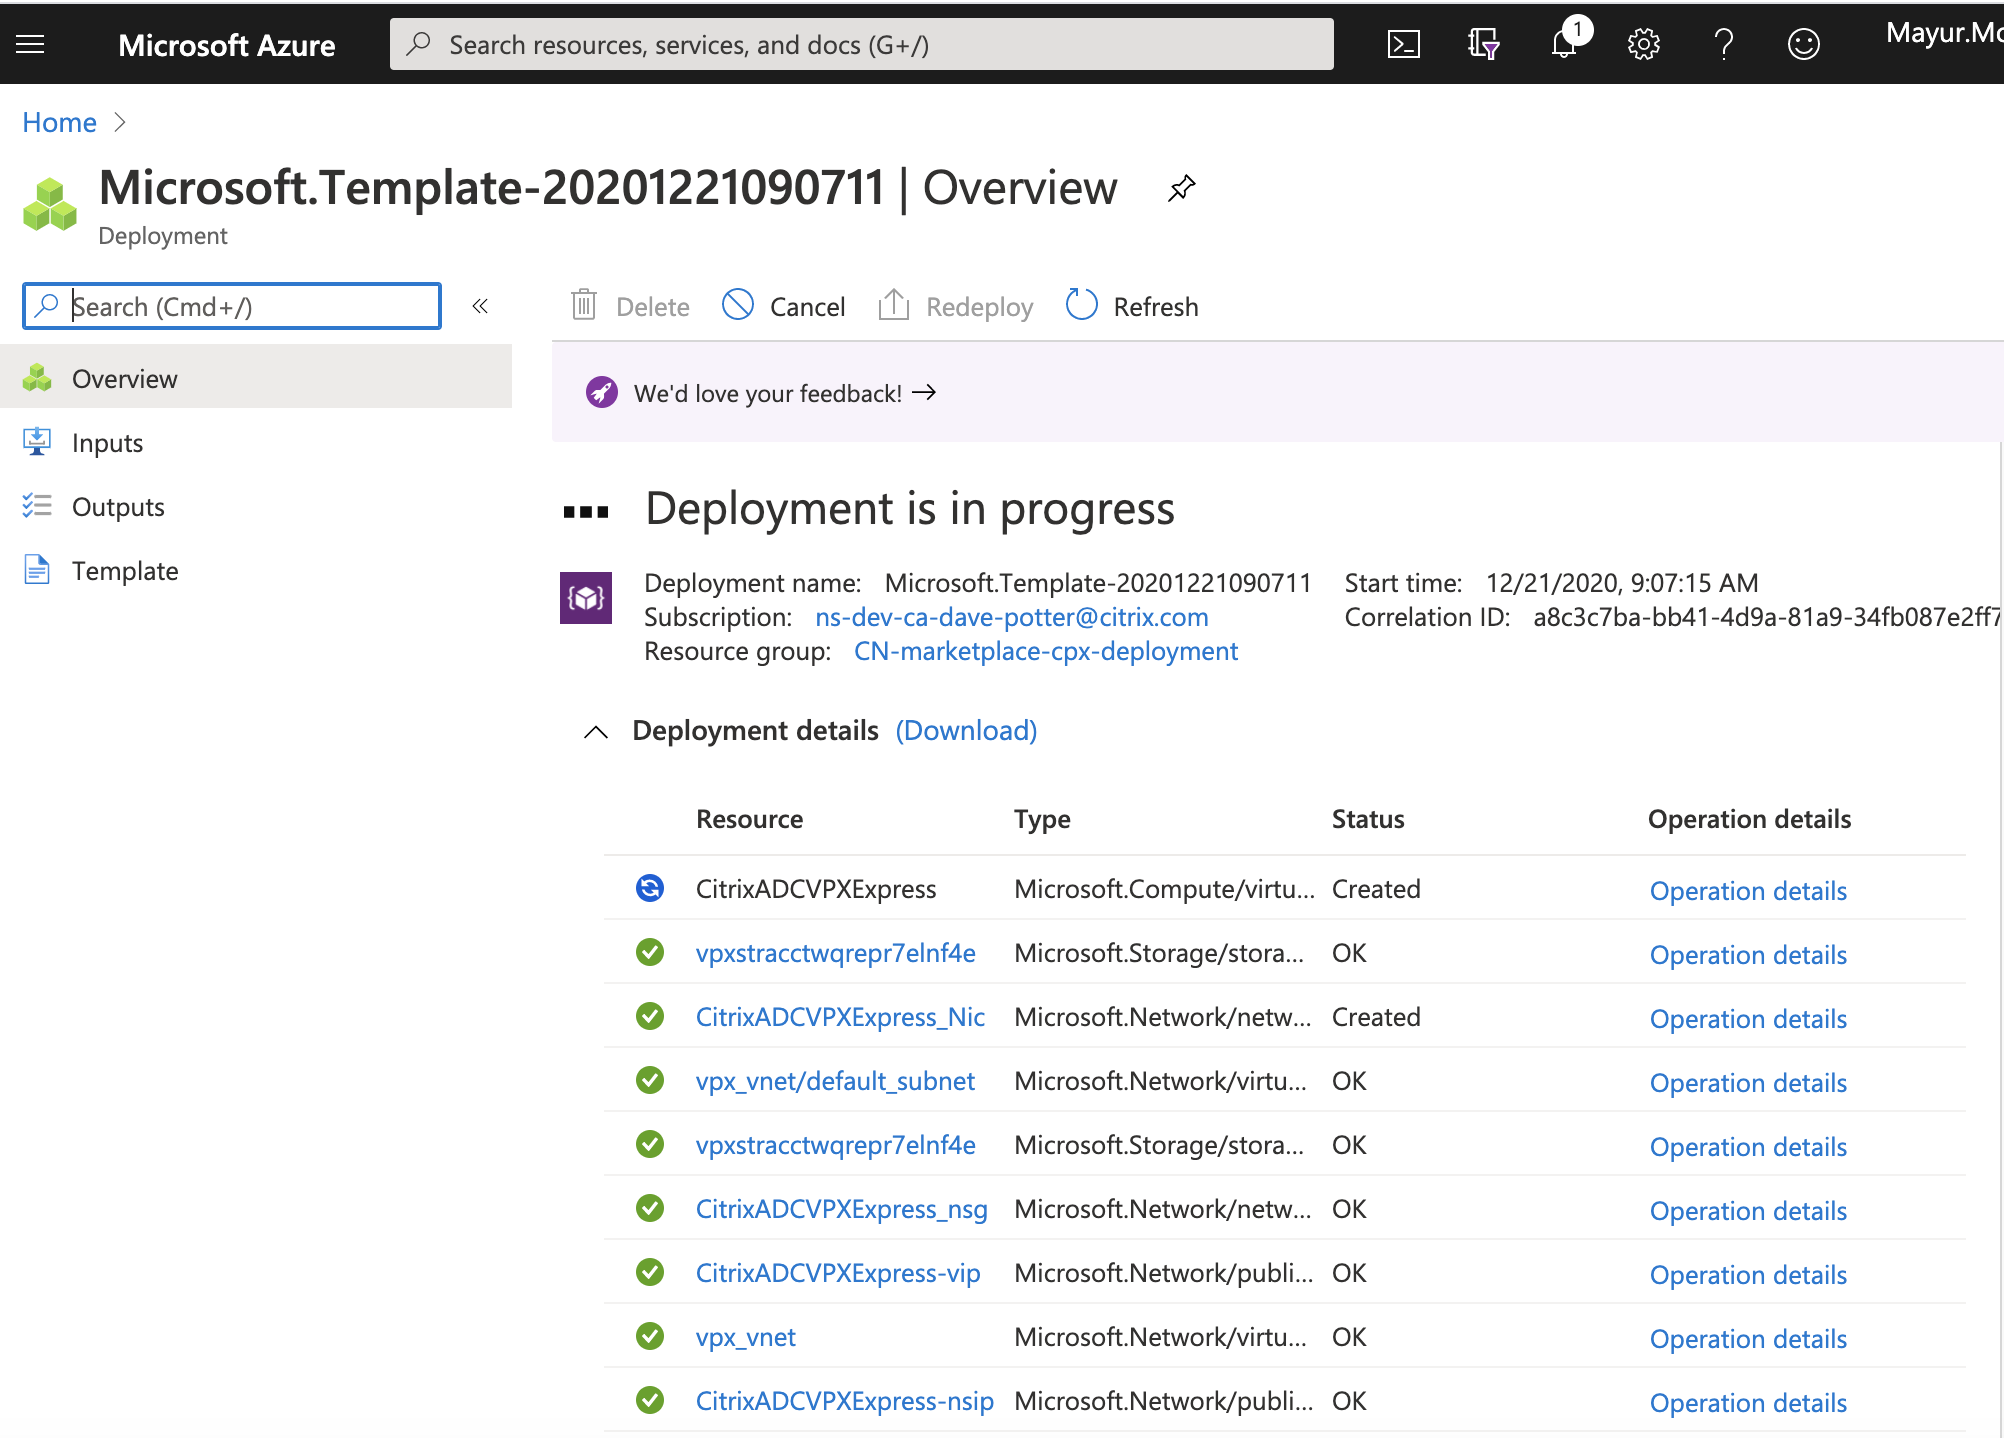 Microsoft Azure
Search resources, services, and docs (G+/)
1
Mayur.Mo
Home
Microsoft.Template-20201221090711 | Overview
Deployment
Search (Cmd+/)
«
Delete
Cancel
Redeploy
Refresh
Overview
Inputs
Outputs
Template
We'd love your feedback! →
Deployment is in progress
Deployment name: Microsoft.Template-20201221090711
Subscription: ns-dev-ca-dave-potter@citrix.com
Resource group: CN-marketplace-cpx-deployment
Start time: 12/21/2020, 9:07:15 AM
Correlation ID: a8c3c7ba-bb41-4d9a-81a9-34fb087e2ff7
Deployment details (Download)
Resource Type Status Operation details
CitrixADCVPXExpress Microsoft.Compute/virtu... Created Operation details
vpxstracctwqrepr7elnf4e Microsoft.Storage/stora... OK Operation details
CitrixADCVPXExpress_Nic Microsoft.Network/netw... Created Operation details
vpx_vnet/default_subnet Microsoft.Network/virtu... OK Operation details
vpxstracctwqrepr7elnf4e Microsoft.Storage/stora... OK Operation details
CitrixADCVPXExpress_nsg Microsoft.Network/netw... OK Operation details
CitrixADCVPXExpress-vip Microsoft.Network/publi... OK Operation details
vpx_vnet Microsoft.Network/virtu... OK Operation details
CitrixADCVPXExpress-nsip Microsoft.Network/publi... OK Operation details